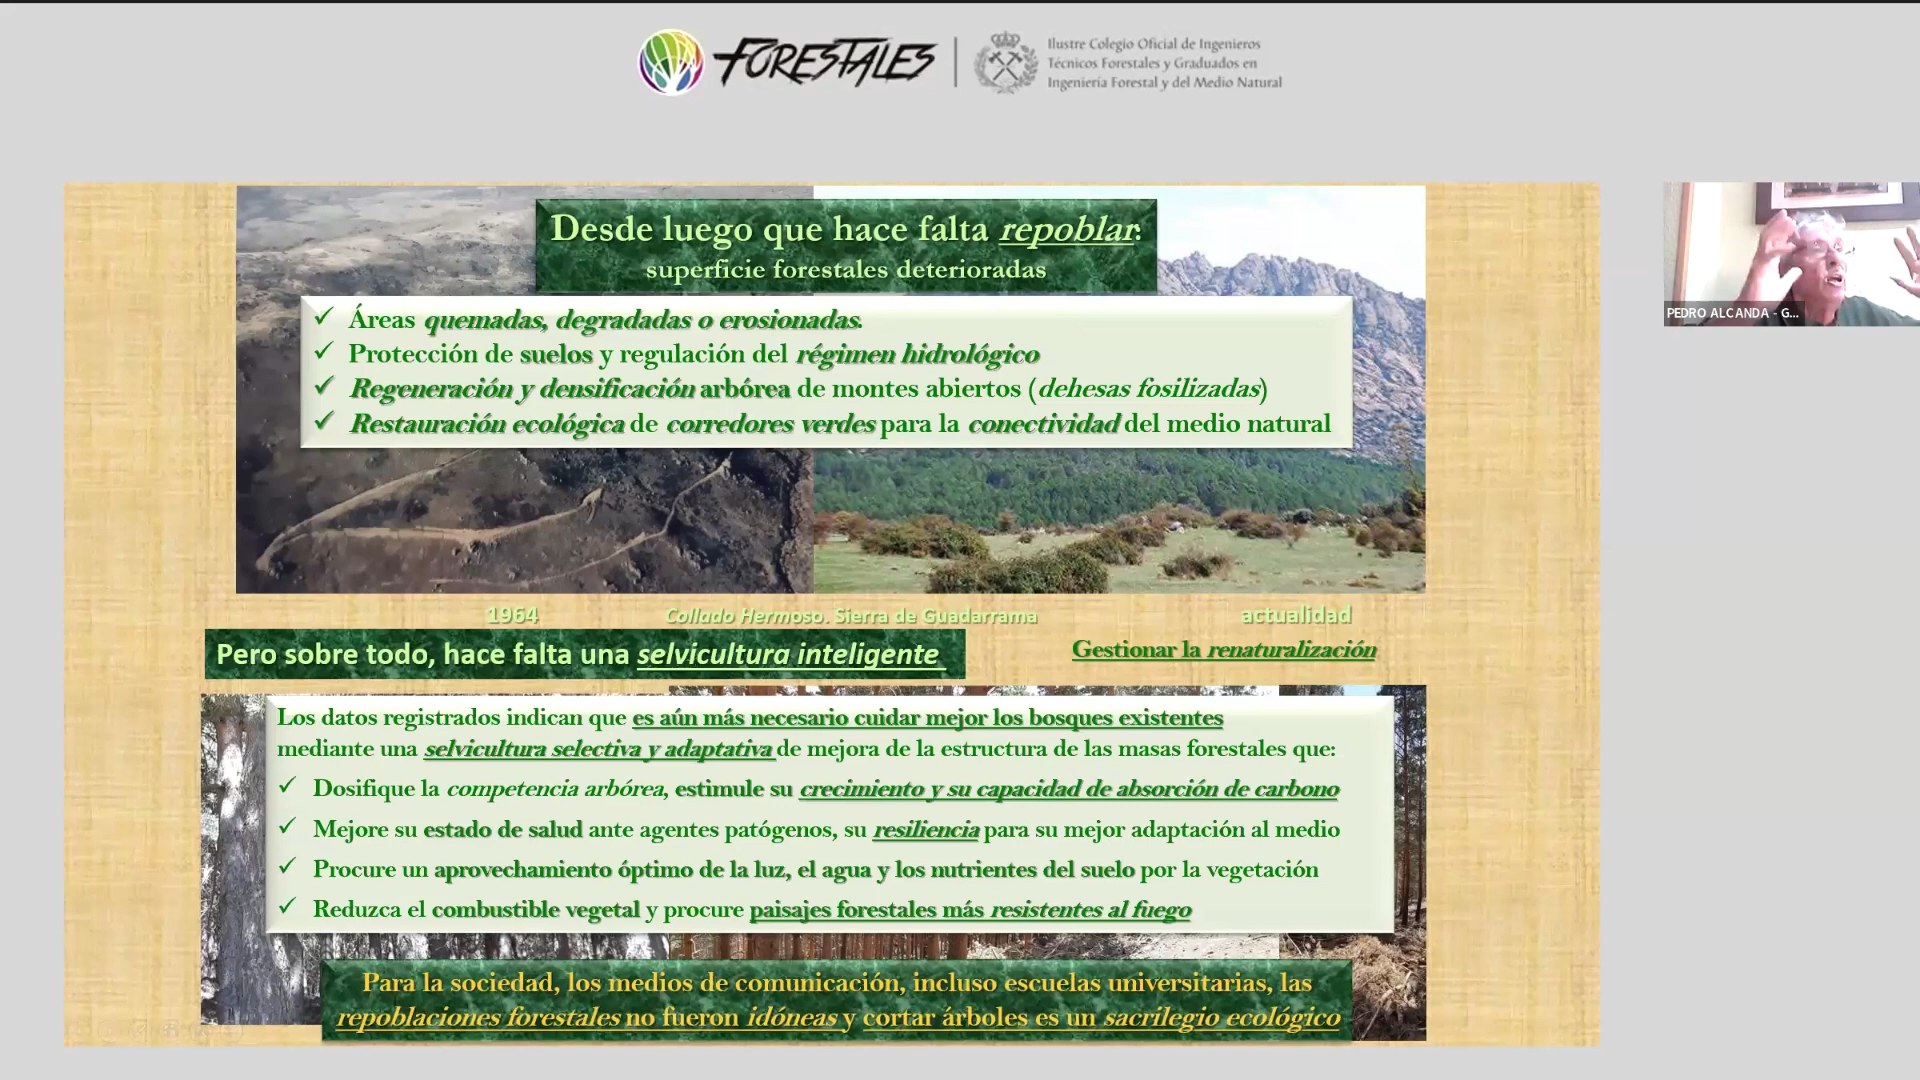 FORESTALES
Ilustre Colegio Oficial de Ingenieros
Técnicos Forestales y Graduados en
Ingeniería Forestal y del Medio Natural
Desde luego que hace falta repoblar:
superficie forestales deterioradas
✓ Áreas quemadas, degradadas o erosionadas.
✓ Protección de suelos y regulación del régimen hidrológico
✓ Regeneración y densificación arbórea de montes abiertos (dehesas fosilizadas)
✓ Restauración ecológica de corredores verdes para la conectividad del medio natural
PEDRO ALCANDA - G...
1964
Collado Hermoso. Sierra de Guadarrama
actualidad
Pero sobre todo, hace falta una selvicultura inteligente
Gestionar la renaturalización
Los datos registrados indican que es aún más necesario cuidar mejor los bosques existentes
mediante una selvicultura selectiva y adaptativa de mejora de la estructura de las masas forestales que:
✓ Dosifique la competencia arbórea, estimule su crecimiento y su capacidad de absorción de carbono
✓ Mejore su estado de salud ante agentes patógenos, su resiliencia para su mejor adaptación al medio
✓ Procure un aprovechamiento óptimo de la luz, el agua y los nutrientes del suelo por la vegetación
✓ Reduzca el combustible vegetal y procure paisajes forestales más resistentes al fuego
Para la sociedad, los medios de comunicación, incluso escuelas universitarias, las
repoblaciones forestales no fueron idóneas y cortar árboles es un sacrilegio ecológico